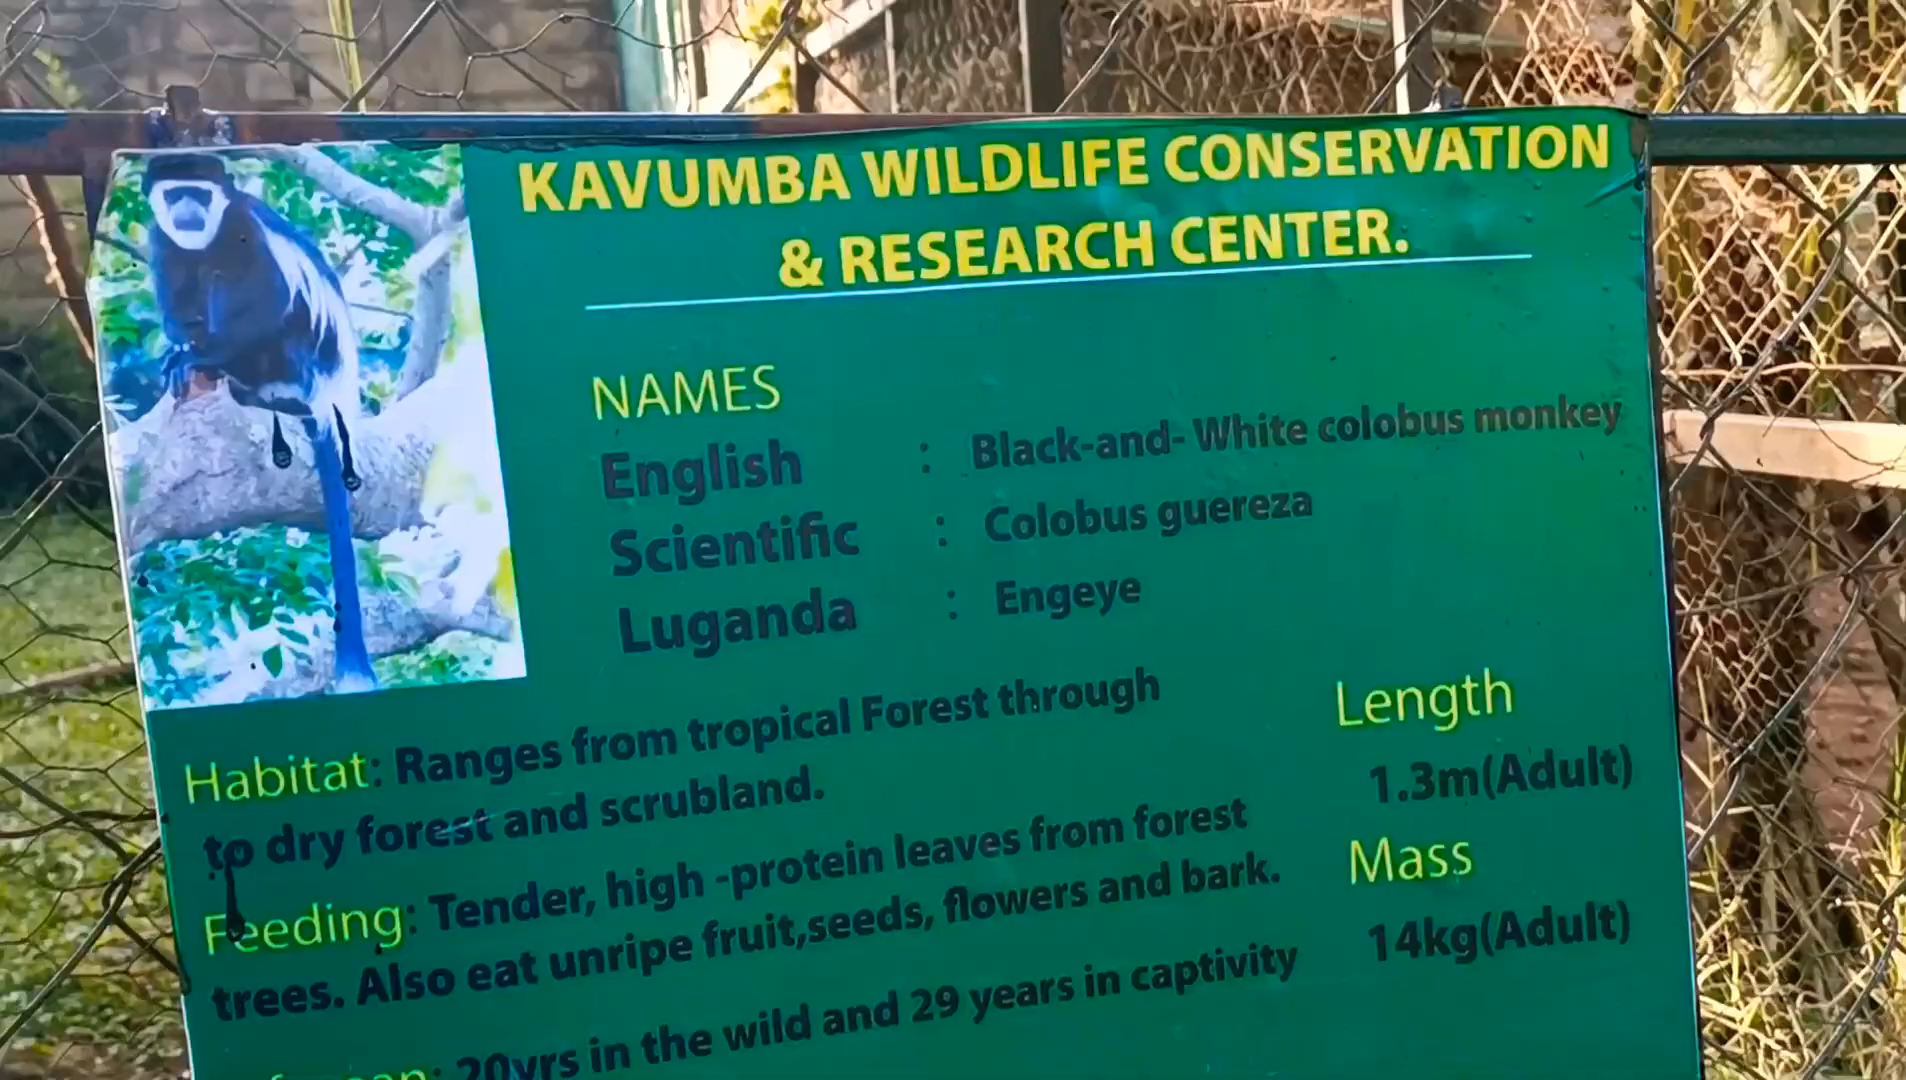 KAVUMBA WILDLIFE CONSERVATION
& RESEARCH CENTER.
NAMES
English : Black-and- White colobus monkey
Scientific : Colobus guereza
Luganda : Engeye
Habitat: Ranges from tropical Forest through
to dry forest and scrubland.
Feeding: Tender, high -protein leaves from forest
trees. Also eat unripe fruit,seeds, flowers and bark.
: 20yrs in the wild and 29 years in captivity
Length
1.3m(Adult)
Mass
14kg(Adult)